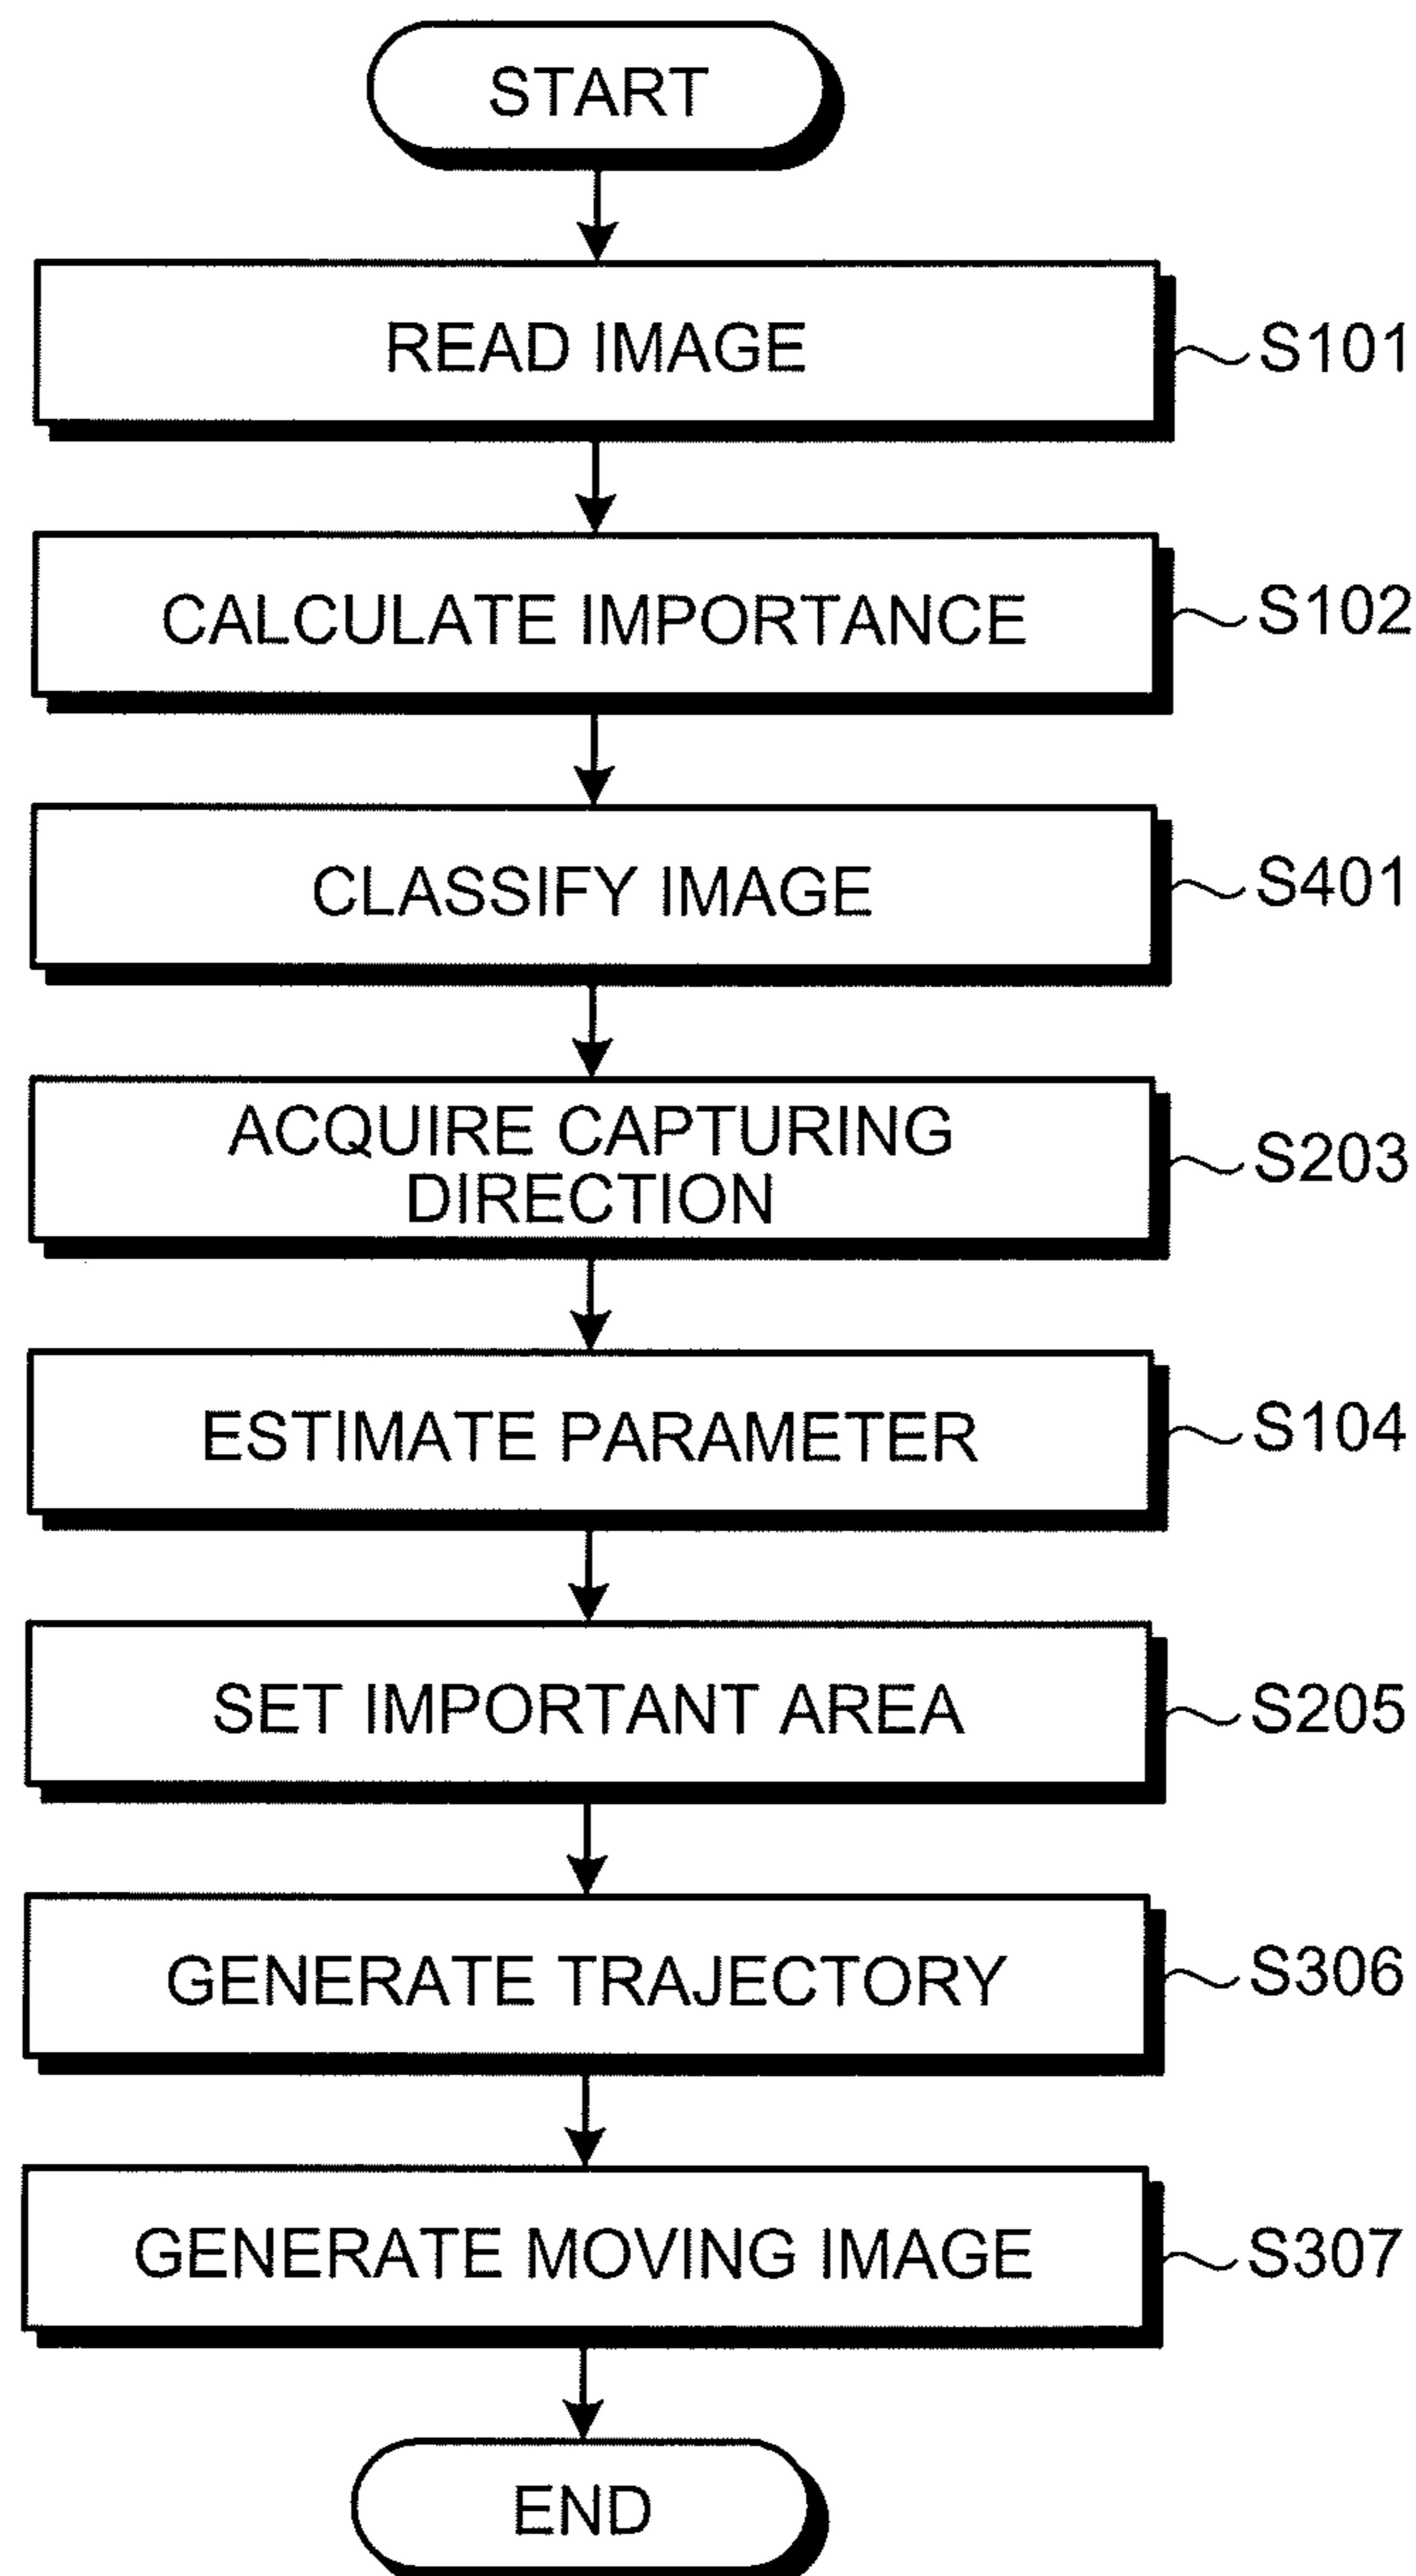 START
READ IMAGE
S101
CALCULATE IMPORTANCE
S102
CLASSIFY IMAGE
S401
ACQUIRE CAPTURING
DIRECTION
S203
ESTIMATE PARAMETER
S104
SET IMPORTANT AREA
S205
GENERATE TRAJECTORY
S306
GENERATE MOVING IMAGE
S307
END